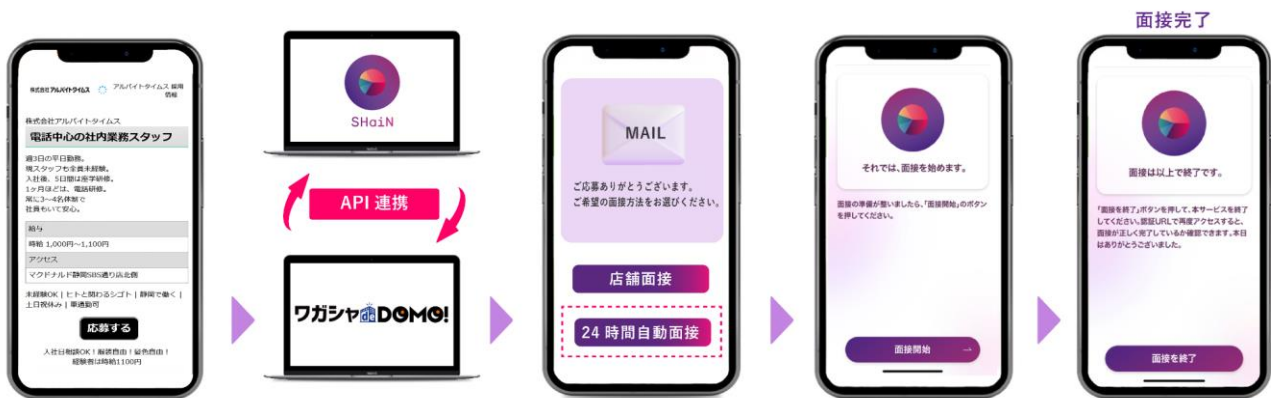 株式会社アルバイトタイムス
アルバイトタイムス 採用
情報
株式会社アルバイトタイムス
電話中心の社内業務スタッフ
週3日の平日勤務。
現スタッフも全員未経験。
入社後、5日間は座学研修。
1ヶ月ほどは、電話研修。
常に3~4名体制で
社員もいて安心。
給与
時給 1,000円~1,100円
アクセス
マクドナルド静岡SBS通り店北側
未経験OK | ヒトと関わるシゴト | 静岡で働く |
土日祝休み | 車通勤可
応募する
入社日相談OK！服装自由！髪色自由！
経験者は時給1100円
SHaiN
API 連携
ワガシャ de DOMO!
MAIL
ご応募ありがとうございます。
ご希望の面接方法をお選びください。
店舗面接
24 時間自動面接
それでは、面接を始めます。
面接の準備が整いましたら、「面接開始」のボタン
を押してください。
面接開始 →
面接完了
面接は以上で終了です。
「面接を終了」ボタンを押して、本サービスを終了
してください。認証URLで再度アクセスすると、
面接が正しく完了しているか確認できます。本日
はありがとうございました。
面接を終了